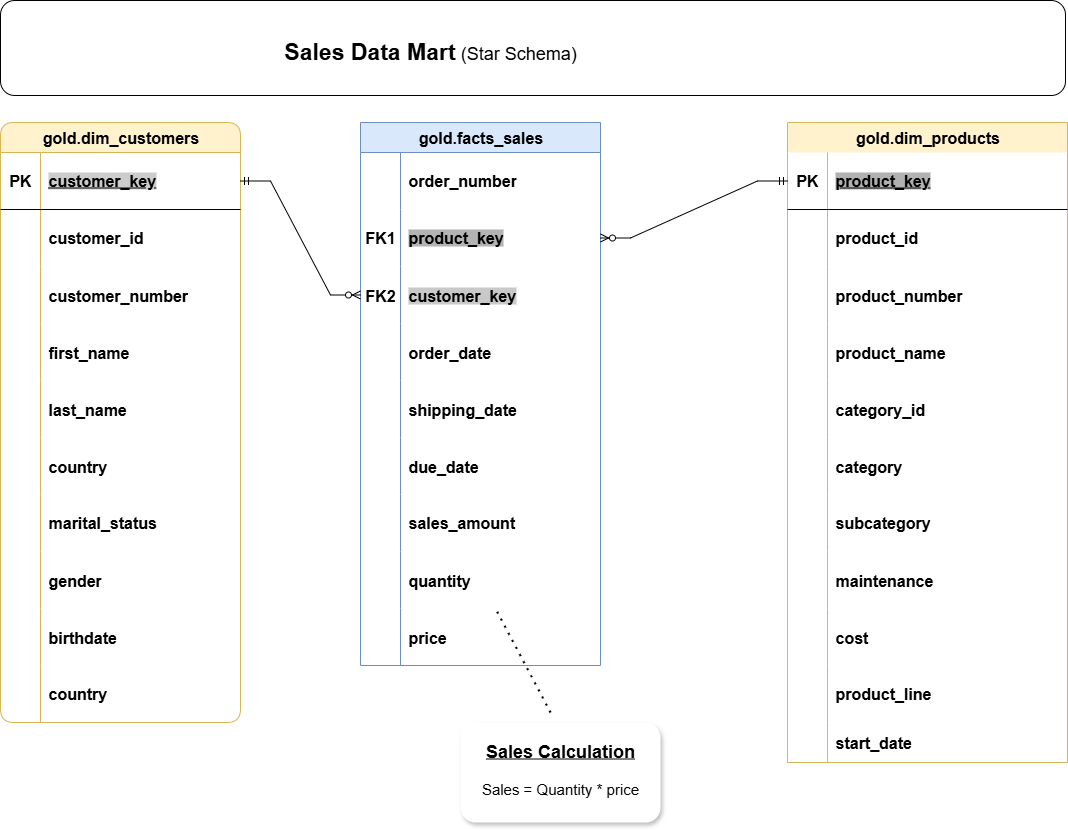 Sales Data Mart (Star Schema)
gold.dim_customers
PK customer_key
customer_id
customer_number
first_name
last_name
country
marital_status
gender
birthdate
country
gold.facts_sales
order_number
FK1 product_key
FK2 customer_key
order_date
shipping_date
due_date
sales_amount
quantity
price
Sales Calculation
Sales = Quantity * price
gold.dim_products
PK product_key
product_id
product_number
product_name
category_id
category
subcategory
maintenance
cost
product_line
start_date